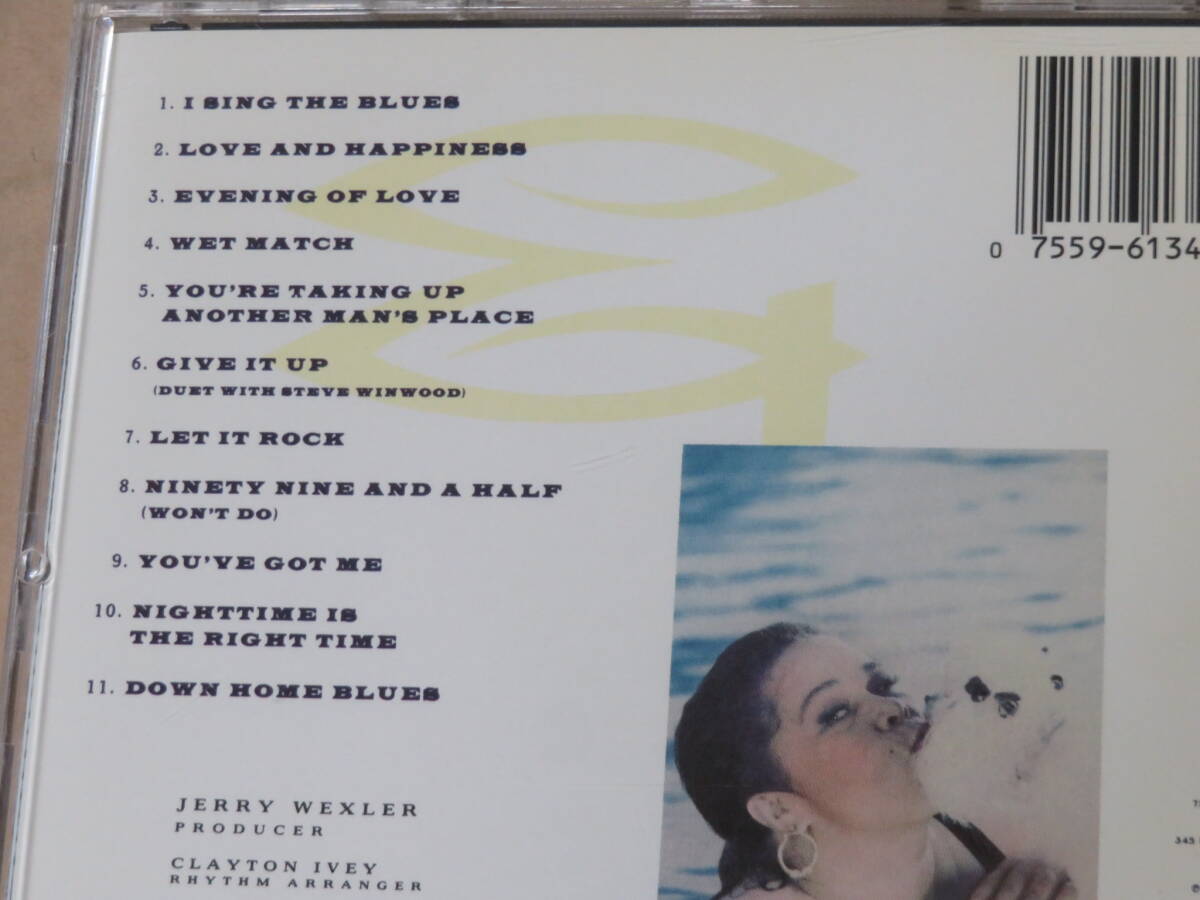 1. I SING THE BLUES
2. LOVE AND HAPPINESS
3. EVENING OF LOVE
4. WET MATCH
5. YOU'RE TAKING UP
ANOTHER MAN'S PLACE
6. GIVE IT UP
(DUET WITH STEVE WINWOOD)
7. LET IT ROCK
8. NINETY NINE AND A HALF
(WON'T DO)
9. YOU'VE GOT ME
10. NIGHTTIME IS
THE RIGHT TIME
11. DOWN HOME BLUES
JERRY WEXLER
PRODUCER
CLAYTON IVEY
RHYTHM ARRANGER
0 7559-6134
345